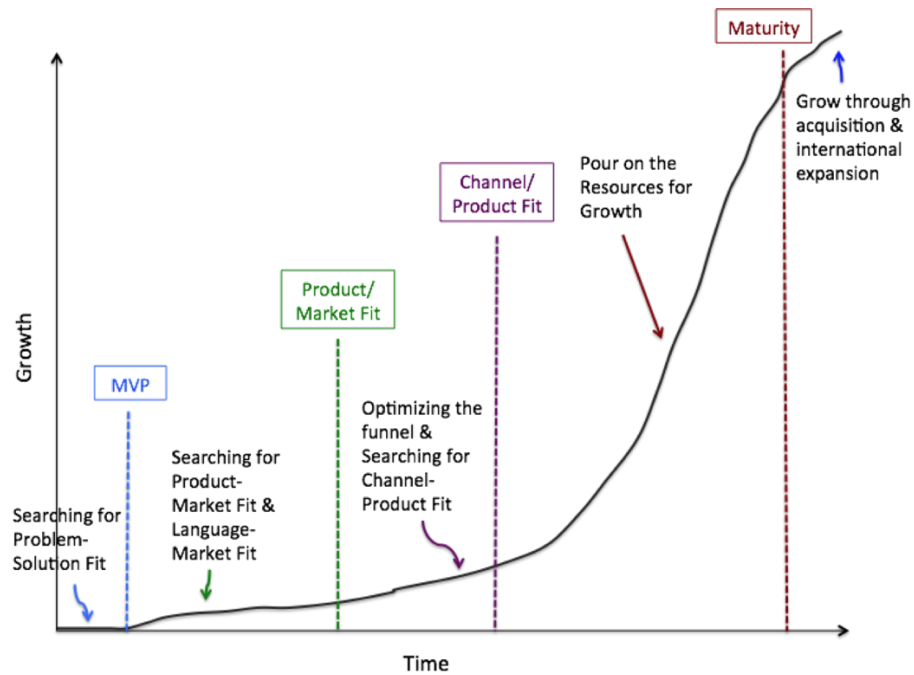 Maturity
Grow through
acquisition &
international
expansion
Pour on the
Resources for
Growth
Channel/
Product Fit
Product/
Market Fit
MVP
Optimizing the
funnel &
Searching for
Channel-
Product Fit
Searching for
Product-
Market Fit &
Language-
Market Fit
Searching for
Problem-
Solution Fit
Growth
Time